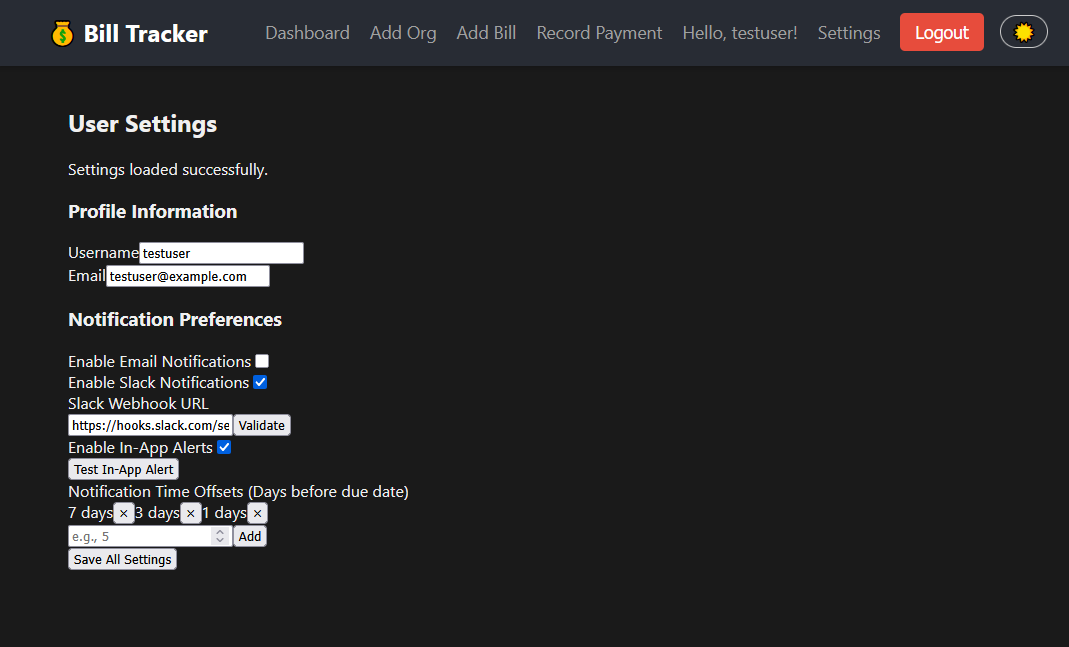 Bill Tracker Dashboard Add Org Add Bill Record Payment Hello, testuser! Settings Logout
User Settings
Settings loaded successfully.
Profile Information
Username testuser
Email testuser@example.com
Notification Preferences
Enable Email Notifications
Enable Slack Notifications
Slack Webhook URL
https://hooks.slack.com/se Validate
Enable In-App Alerts
Test In-App Alert
Notification Time Offsets (Days before due date)
7 days × 3 days × 1 days ×
e.g., 5 Add
Save All Settings